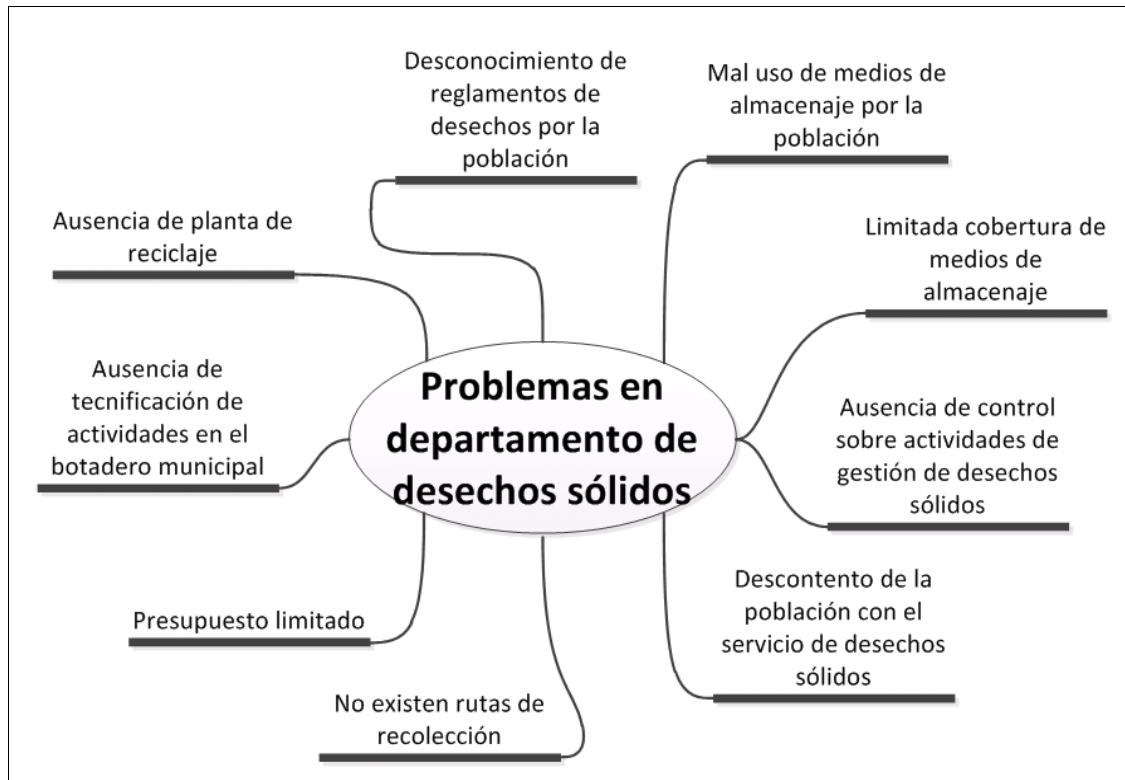 Desconocimiento de
reglamentos de
desechos por la
población
Mal uso de medios de
almacenaje por la
población
Ausencia de planta de
reciclaje
Limitada cobertura de
medios de
almacenaje
Ausencia de
tecnificación de
actividades en el
botadero municipal
Problemas en
departamento de
desechos sólidos
Ausencia de control
sobre actividades de
gestión de desechos
sólidos
Presupuesto limitado
Descontento de la
población con el
servicio de desechos
sólidos
No existen rutas de
recolección